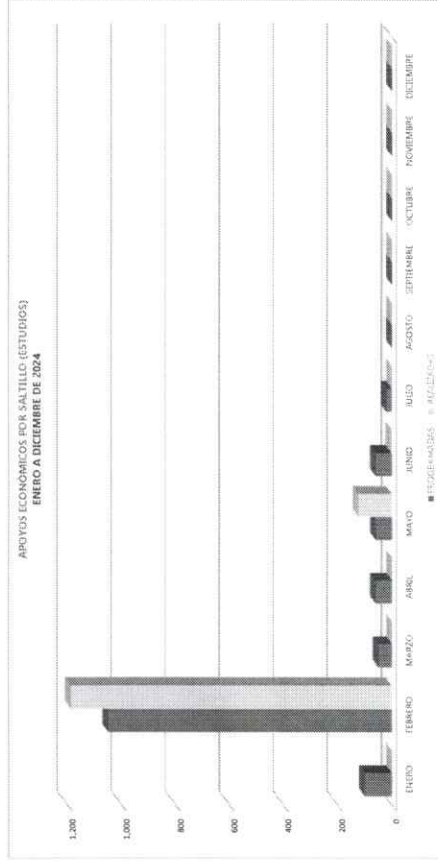 APOYOS ECONÓMICOS POR SALTILLO (ESTUDIOS)
ENERO A DICIEMBRE DE 2024
1,200
1,000
800
600
400
200
0
ENERO
FEBRERO
MARZO
ABRIL
MAYO
JUNIO
JULIO
AGOSTO
SEPTIEMBRE
OCTUBRE
NOVIEMBRE
DICIEMBRE
PROGRAMADAS